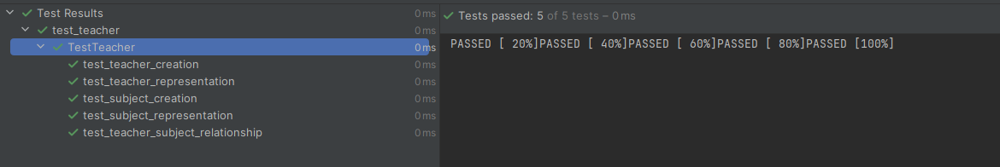 Test Results 0 ms
test_teacher 0 ms
TestTeacher 0 ms
test_teacher_creation 0 ms
test_teacher_representation 0 ms
test_subject_creation 0 ms
test_subject_representation 0 ms
test_teacher_subject_relationship 0 ms
Tests passed: 5 of 5 tests – 0 ms
PASSED [ 20%]PASSED [ 40%]PASSED [ 60%]PASSED [ 80%]PASSED [100%]